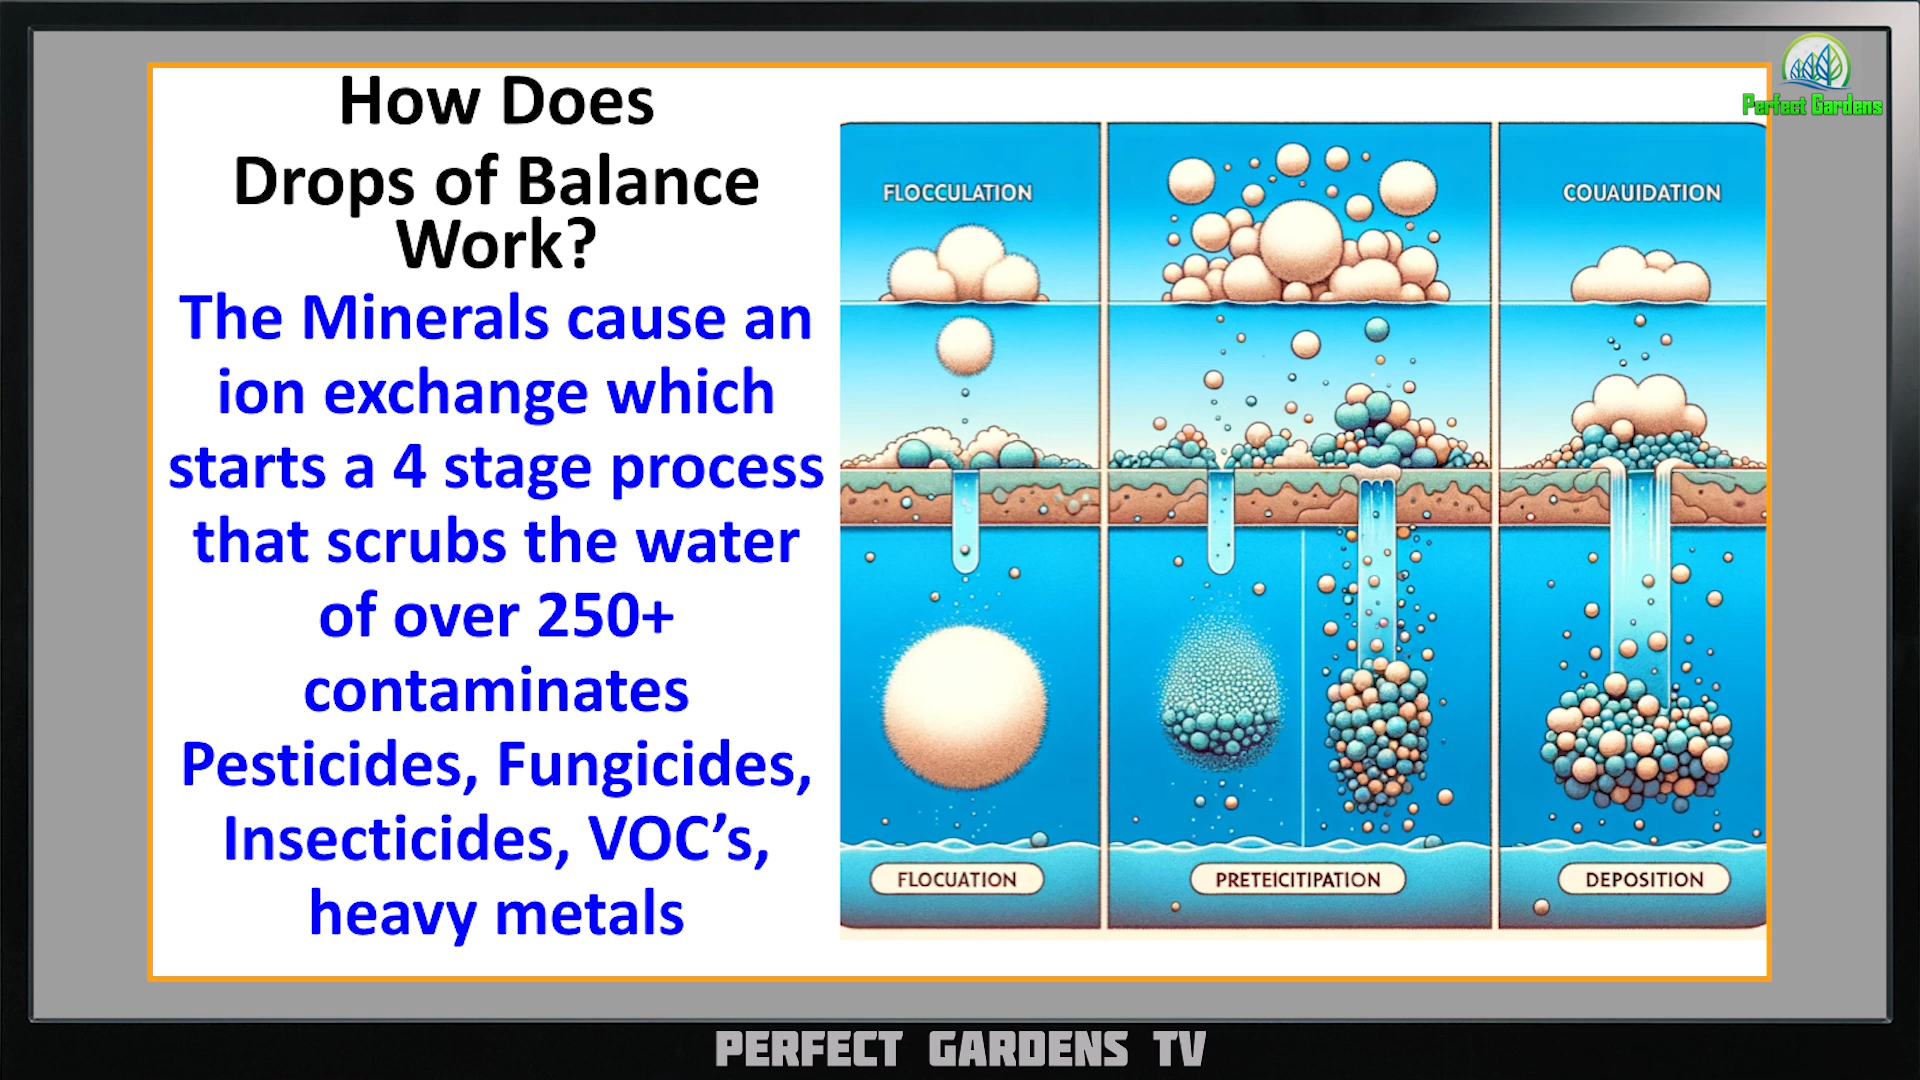 How Does
Drops of Balance
Work?
The Minerals cause an
ion exchange which
starts a 4 stage process
that scrubs the water
of over 250+
contaminates
Pesticides, Fungicides,
Insecticides, VOC’s,
heavy metals
FLOCCULATION
COUAUIDATION
FLOCUATION
PRETEICITIPATION
DEPOSITION
Perfect Gardens
PERFECT GARDENS TV